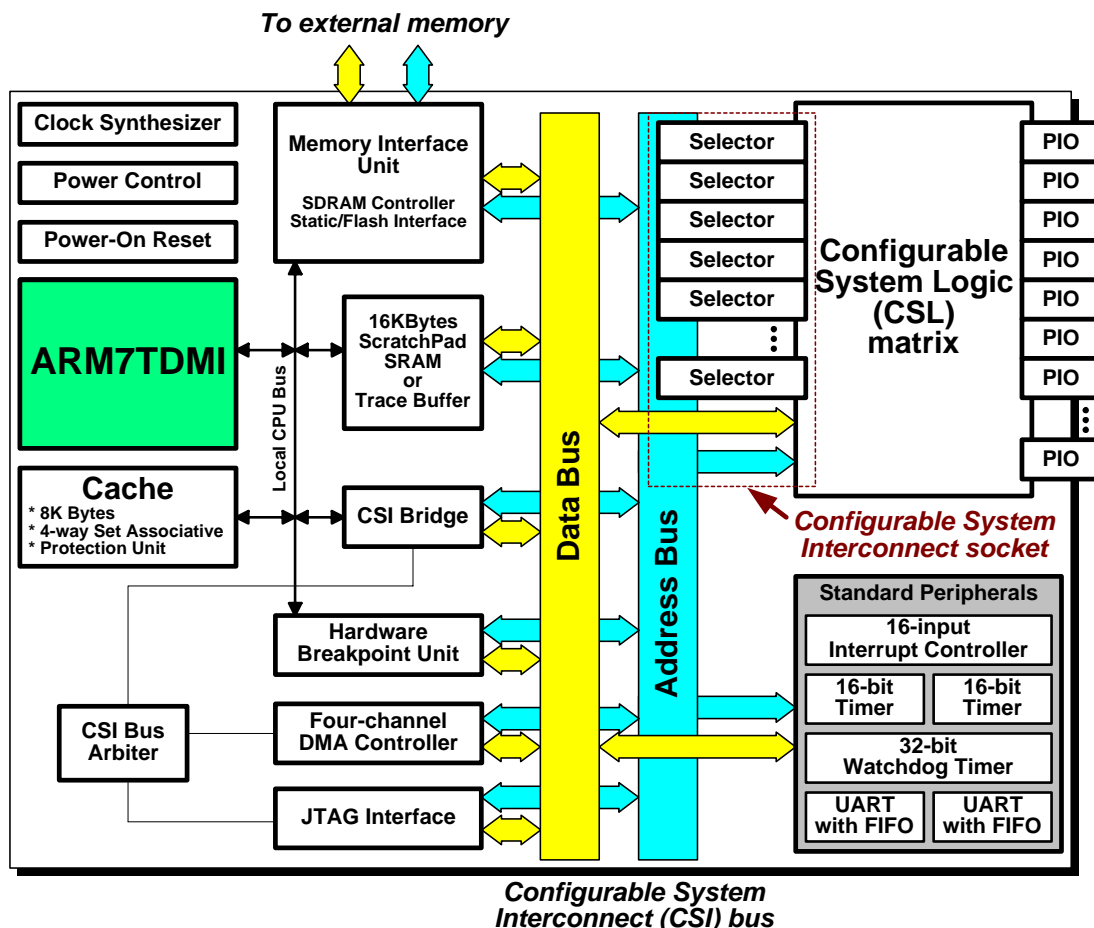 To external memory
Clock Synthesizer
Power Control
Power-On Reset
ARM7TDMI
Cache
* 8K Bytes
* 4-way Set Associative
* Protection Unit
Local CPU Bus
Memory Interface
Unit
SDRAM Controller
Static/Flash Interface
16KBytes
ScratchPad
SRAM
or
Trace Buffer
CSI Bridge
Hardware
Breakpoint Unit
CSI Bus
Arbiter
Four-channel
DMA Controller
JTAG Interface
Data Bus
Address Bus
Selector
Selector
Selector
Selector
Selector
Selector
Configurable
System Logic
(CSL)
matrix
PIO
PIO
PIO
PIO
PIO
PIO
PIO
PIO
Configurable System
Interconnect socket
Standard Peripherals
16-input
Interrupt Controller
16-bit
Timer
16-bit
Timer
32-bit
Watchdog Timer
UART
with FIFO
UART
with FIFO
Configurable System
Interconnect (CSI) bus